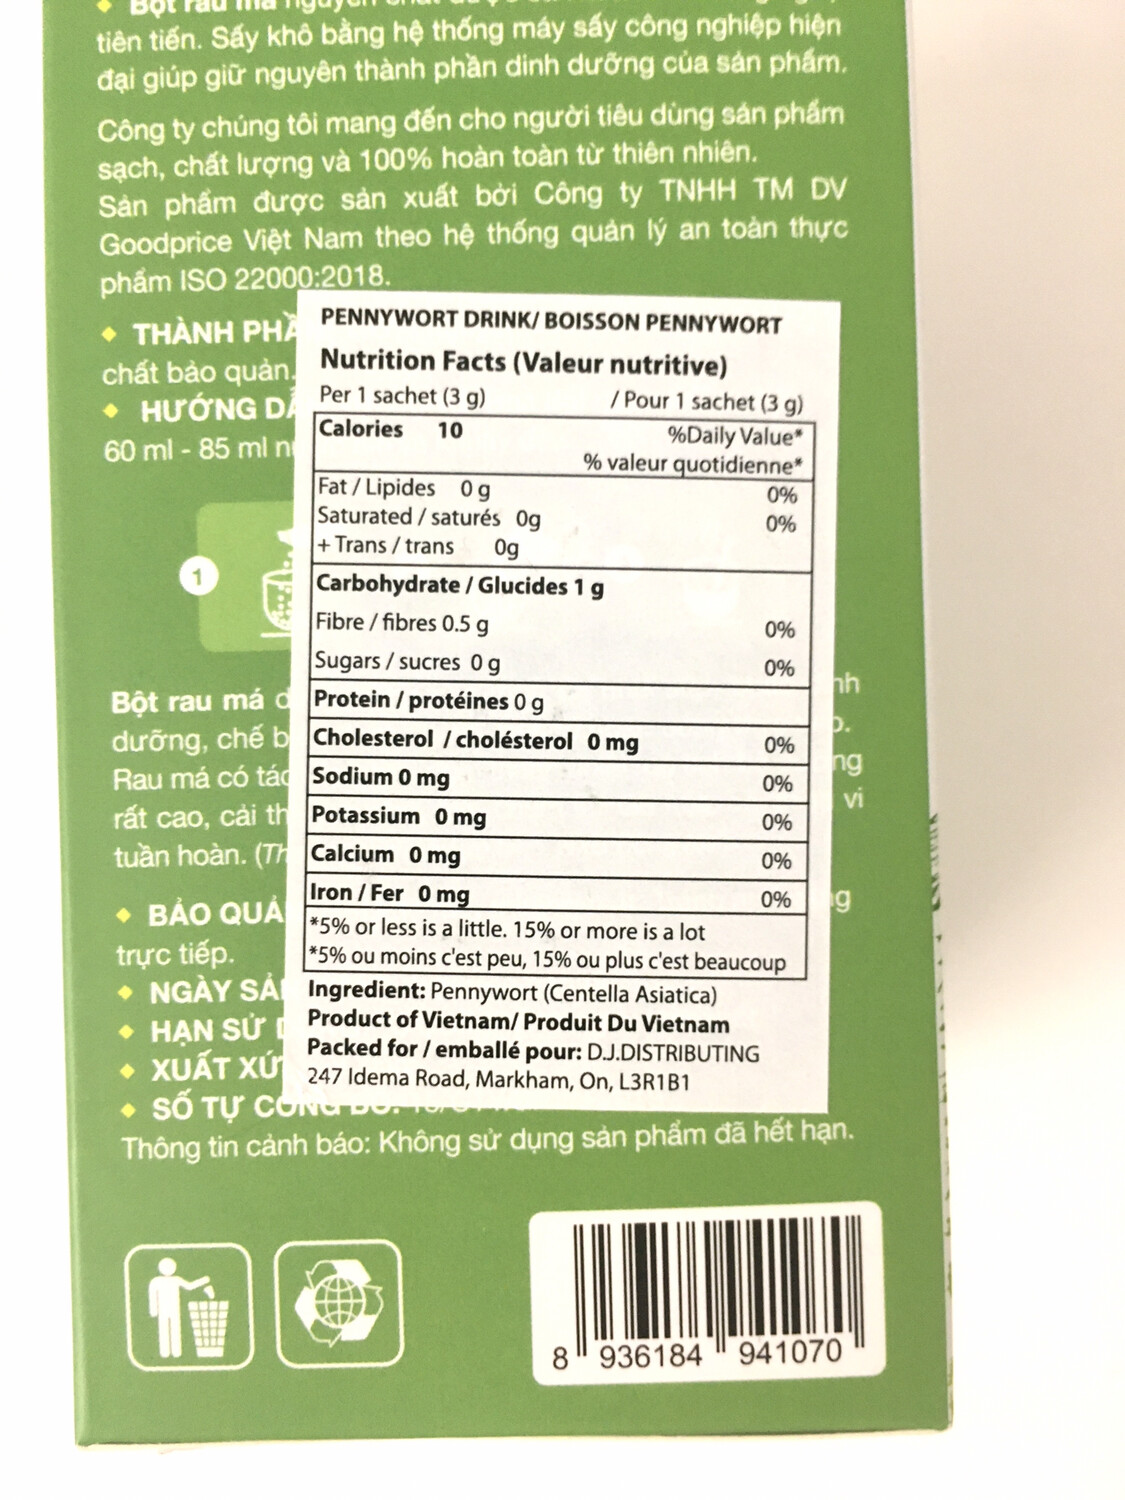 Bột rau má
tiên tiến. Sấy khô bằng hệ thống máy sấy công nghiệp hiện
đại giúp giữ nguyên thành phần dinh dưỡng của sản phẩm.
Công ty chúng tôi mang đến cho người tiêu dùng sản phẩm
sạch, chất lượng và 100% hoàn toàn từ thiên nhiên.
Sản phẩm được sản xuất bởi Công ty TNHH TM DV
Goodprice Việt Nam theo hệ thống quản lý an toàn thực
phẩm ISO 22000:2018.
THÀNH PHẦ
chất bảo quản.
HƯỚNG DẪ
60 ml - 85 ml
1
Bột rau má
dưỡng, chế b
Rau má có tác
rất cao, cải th
tuần hoàn. (Th
BẢO QUẢ
trực tiếp.
NGÀY SẢ
HẠN SỬ
XUẤT XỨ
SỐ TỰ CÔNG BỐ:
PENNYWORT DRINK/ BOISSON PENNYWORT
Nutrition Facts (Valeur nutritive)
Per 1 sachet (3 g) / Pour 1 sachet (3 g)
Calories 10 %Daily Value*
% valeur quotidienne*
Fat / Lipides 0 g 0%
Saturated / saturés 0g 0%
+ Trans / trans 0g
Carbohydrate / Glucides 1 g
Fibre / fibres 0.5 g 0%
Sugars / sucres 0 g 0%
Protein / protéines 0 g
Cholesterol / cholésterol 0 mg 0%
Sodium 0 mg 0%
Potassium 0 mg 0%
Calcium 0 mg 0%
Iron / Fer 0 mg 0%
*5% or less is a little. 15% or more is a lot
*5% ou moins c'est peu, 15% ou plus c'est beaucoup
Ingredient: Pennywort (Centella Asiatica)
Product of Vietnam/ Produit Du Vietnam
Packed for / emballé pour: D.J.DISTRIBUTING
247 Idema Road, Markham, On, L3R1B1
nh
ng
vi
g
Thông tin cảnh báo: Không sử dụng sản phẩm đã hết hạn.
8 936184 941070